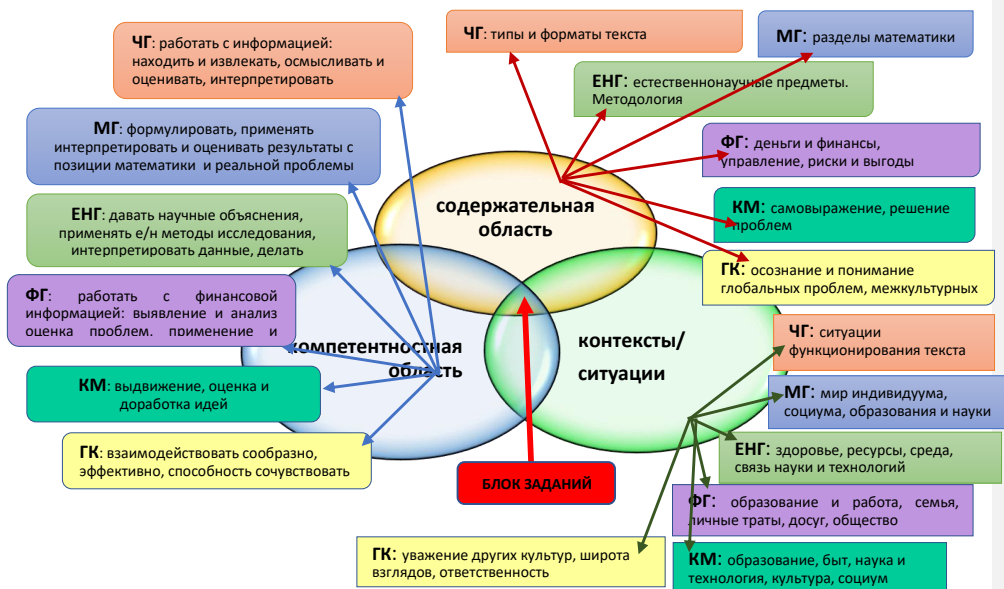 ЧГ: работать с информацией:
находить и извлекать, осмысливать и
оценивать, интерпретировать
МГ: формулировать, применять
интерпретировать и оценивать результаты с
позиции математики и реальной проблемы
ЕНГ: давать научные объяснения,
применять е/н методы исследования,
интерпретировать данные, делать
ФГ: работать с финансовой
информацией: выявление и анализ
оценка проблем, применение и
КМ: выдвижение, оценка и
доработка идей
ГК: взаимодействовать сообразно,
эффективно, способность сочувствовать
ЧГ: типы и форматы текста
МГ: разделы математики
ЕНГ: естественнонаучные предметы.
Методология
ФГ: деньги и финансы,
управление, риски и выгоды
КМ: самовыражение, решение
проблем
ГК: осознание и понимание
глобальных проблем, межкультурных
содержательная
область
компетентностная
область
контексты/
ситуации
БЛОК ЗАДАНИЙ
ЧГ: ситуации
функционирования текста
МГ: мир индивидуума,
социума, образования и науки
ЕНГ: здоровье, ресурсы, среда,
связь науки и технологий
ФГ: образование и работа, семья,
личные траты, досуг, общество
ГК: уважение других культур, широта
взглядов, ответственность
КМ: образование, быт, наука и
технология, культура, социум